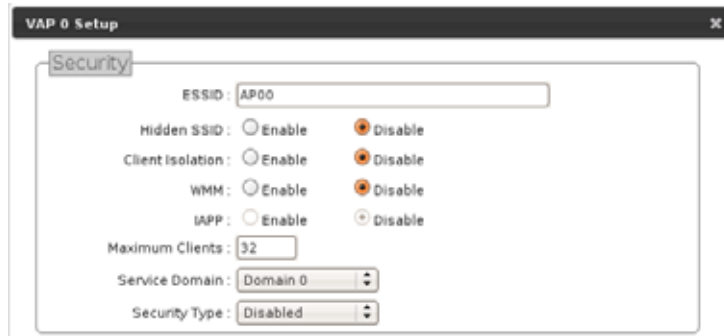 VAP 0 Setup
Security
ESSID : AP00
Hidden SSID : Enable Disable
Client Isolation : Enable Disable
WMM : Enable Disable
IAPP : Enable Disable
Maximum Clients : 32
Service Domain : Domain 0
Security Type : Disabled